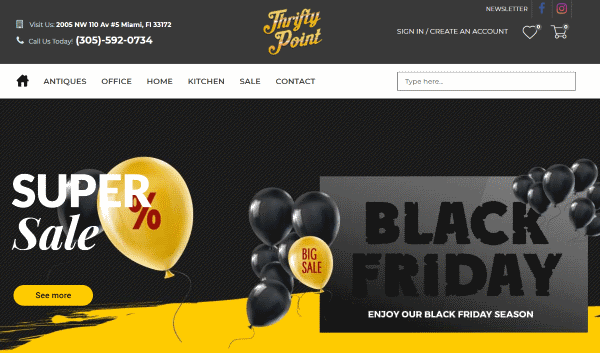 NEWSLETTER
Visit Us: 2005 NW 110 Av #5 Miami, Fl 33172
Call Us Today! (305)-592-0734
Thrifty
Point
SIGN IN / CREATE AN ACCOUNT
0
0
ANTIQUES OFFICE HOME KITCHEN SALE CONTACT
Type here...
SUPER
Sale
%
BIG
SALE
See more
BLACK
FRIDAY
ENJOY OUR BLACK FRIDAY SEASON